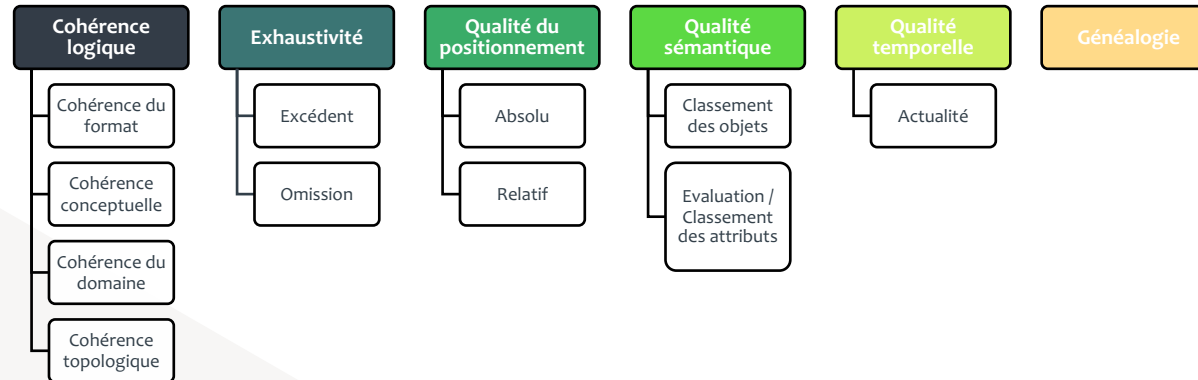 Cohérence
logique
Cohérence du
format
Cohérence
conceptuelle
Cohérence du
domaine
Cohérence
topologique
Exhaustivité
Excédent
Omission
Qualité du
positionnement
Absolu
Relatif
Qualité
sémantique
Classement
des objets
Evaluation /
Classement
des attributs
Qualité
temporelle
Actualité
Généalogie